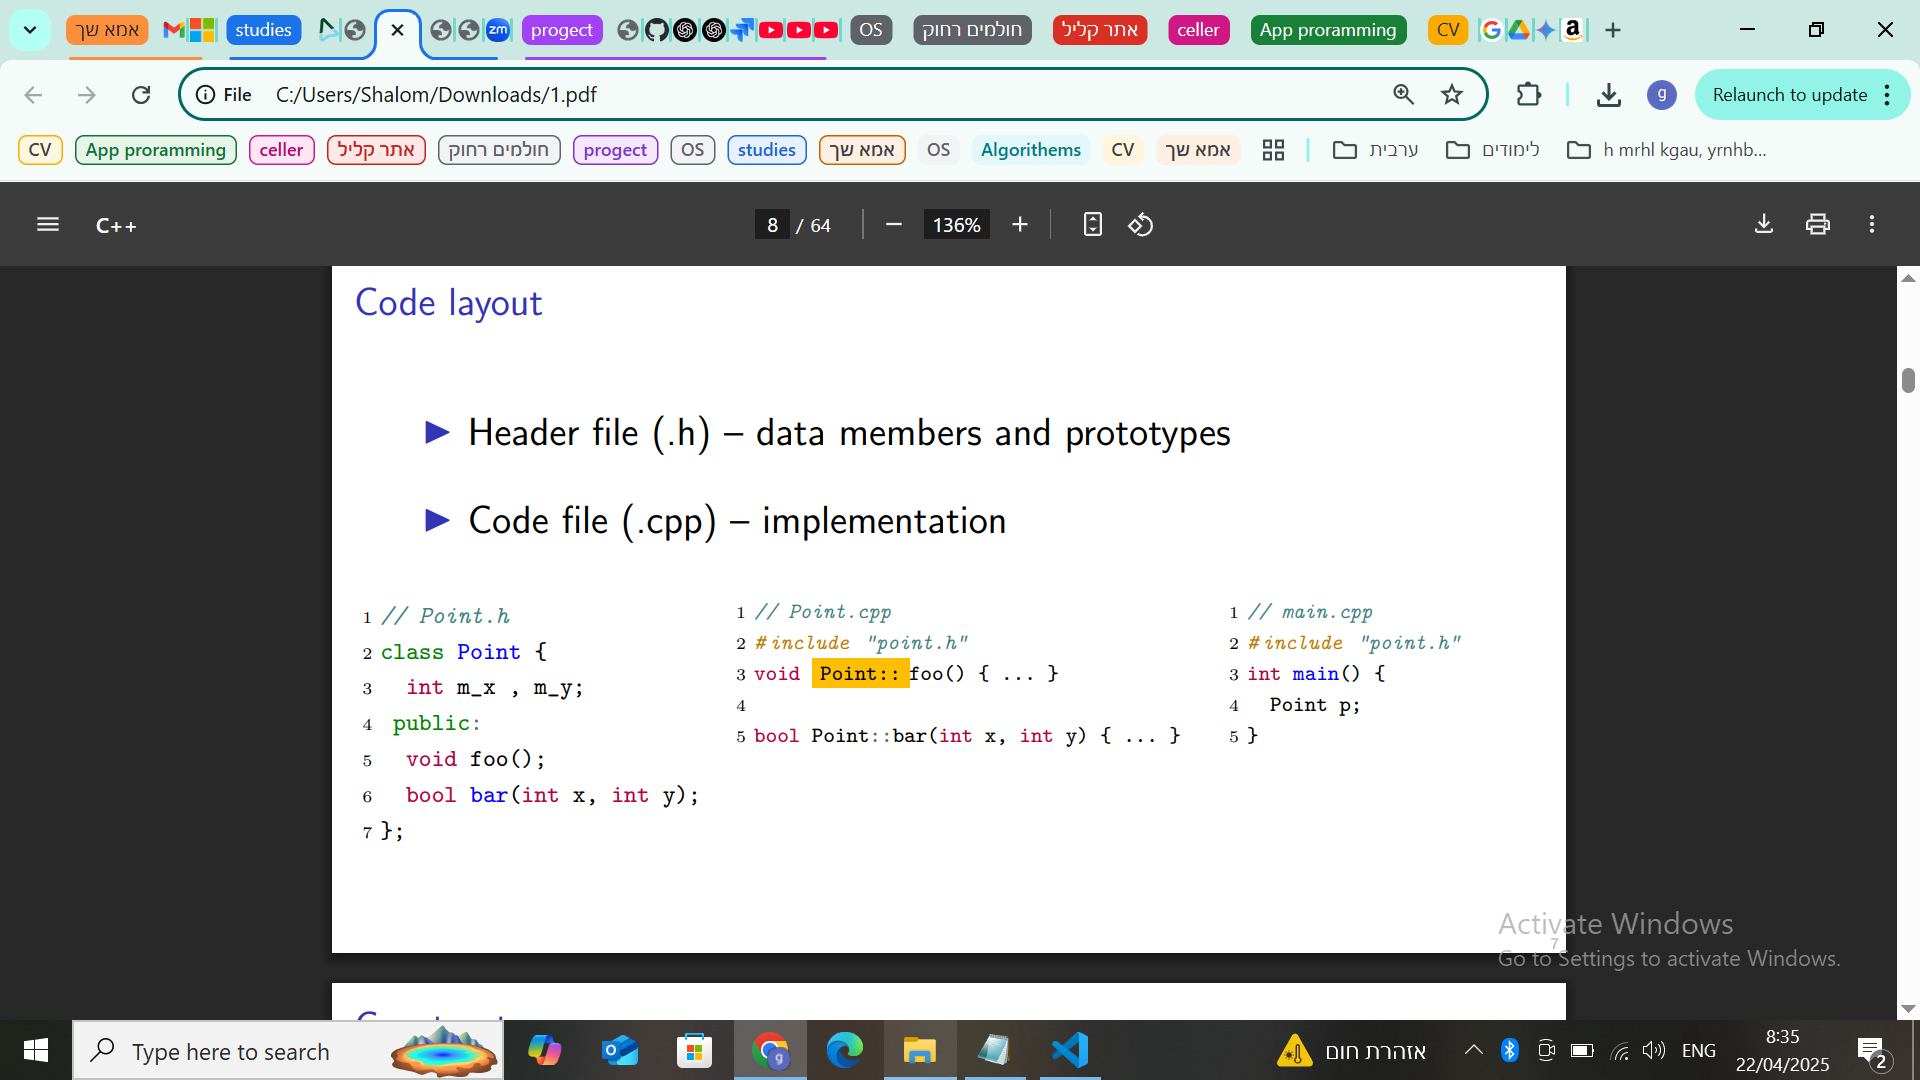 אמא שך
studies
zm
progect
OS
חולמים רחוק
אתר קליל
celler
App proramming
CV
File
C:/Users/Shalom/Downloads/1.pdf
g
Relaunch to update
CV
App proramming
celler
אתר קליל
חולמים רחוק
progect
OS
studies
אמא שך
OS
Algorithems
CV
אמא שך
ערבית
לימודים
h mrhl kgau, yrnhb...
C++
8 / 64
136%
Code layout
Header file (.h) – data members and prototypes
Code file (.cpp) – implementation
1 // Point.h
2 class Point {
3 int m_x , m_y;
4 public:
5 void foo();
6 bool bar(int x, int y);
7 };
1 // Point.cpp
2 #include "point.h"
3 void Point:: foo() { ... }
4
5 bool Point::bar(int x, int y) { ... }
1 // main.cpp
2 #include "point.h"
3 int main() {
4 Point p;
5 }
7
Activate Windows
Go to Settings to activate Windows.
Type here to search
g
אזהרת חום
ENG
8:35
22/04/2025
2